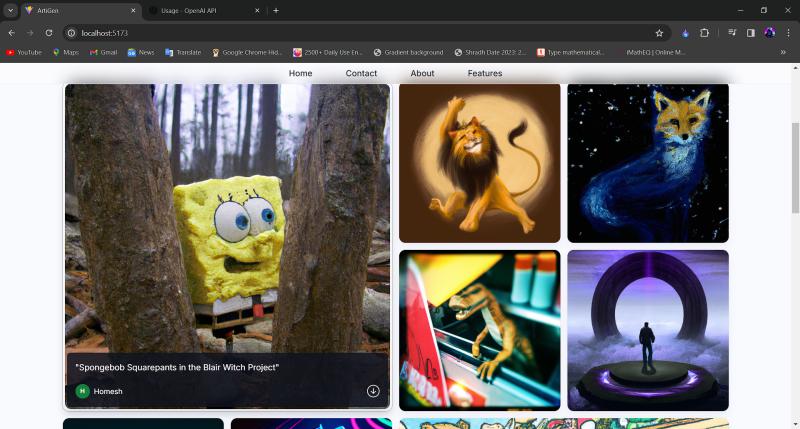 ArtiGen
Usage - OpenAI API
localhost:5173
YouTube
Maps
Gmail
News
Translate
Google Chrome Hid...
2500+ Daily Use En...
Gradient background
Shrath Date 2023: 2...
Type mathematical...
iMathEQ | Online M...
Home
Contact
About
Features
"Spongebob Squarepants in the Blair Witch Project"
H
Homesh